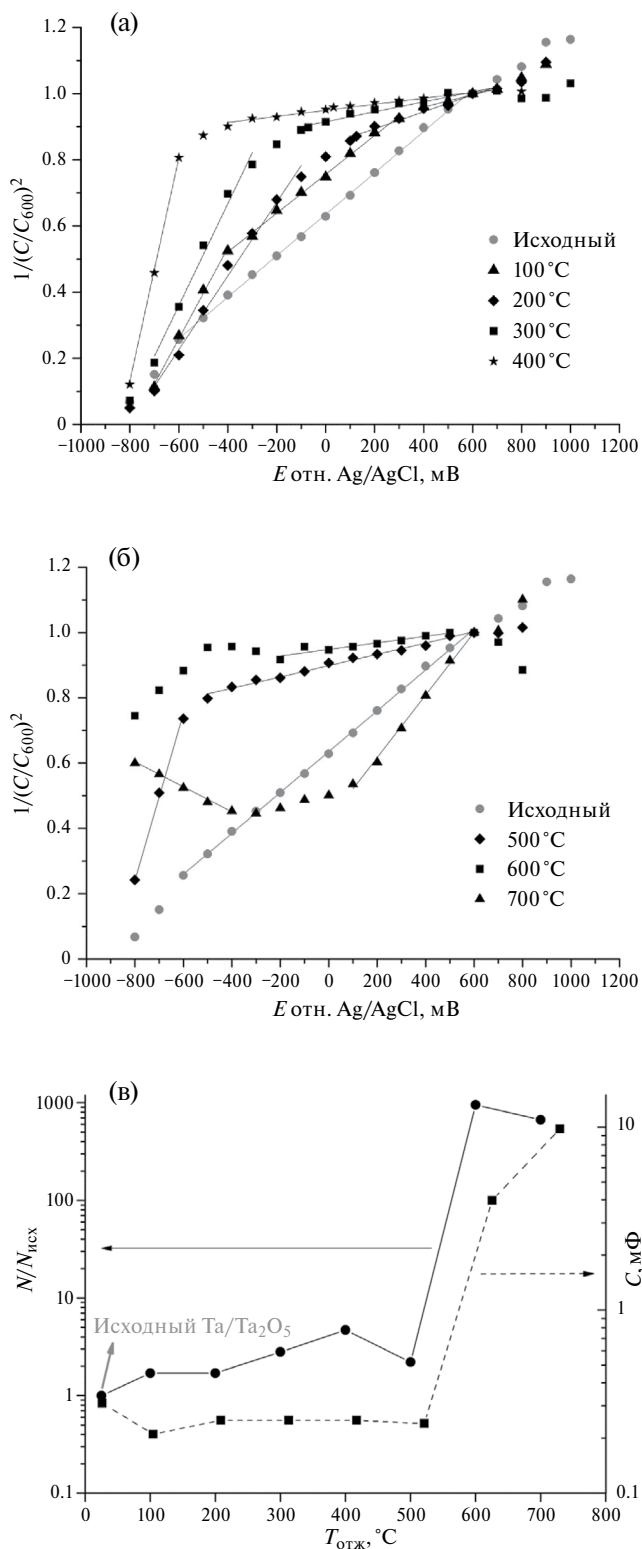 (а)
1/(C/C₆₀₀)²
1.2
1.0
0.8
0.6
0.4
0.2
0
Исходный
100°C
200°C
300°C
400°C
−1000 −800 −600 −400 −200 0 200 400 600 800 1000 1200
E отн. Ag/AgCl, мВ
(б)
1/(C/C₆₀₀)²
1.2
1.0
0.8
0.6
0.4
0.2
0
Исходный
500°C
600°C
700°C
−1000 −800 −600 −400 −200 0 200 400 600 800 1000 1200
E отн. Ag/AgCl, мВ
(в)
N/Nисх
1000
100
10
1
0.1
Исходный Ta/Ta₂O₅
C, мФ
10
1
0.1
0 100 200 300 400 500 600 700 800
Tотж, °C